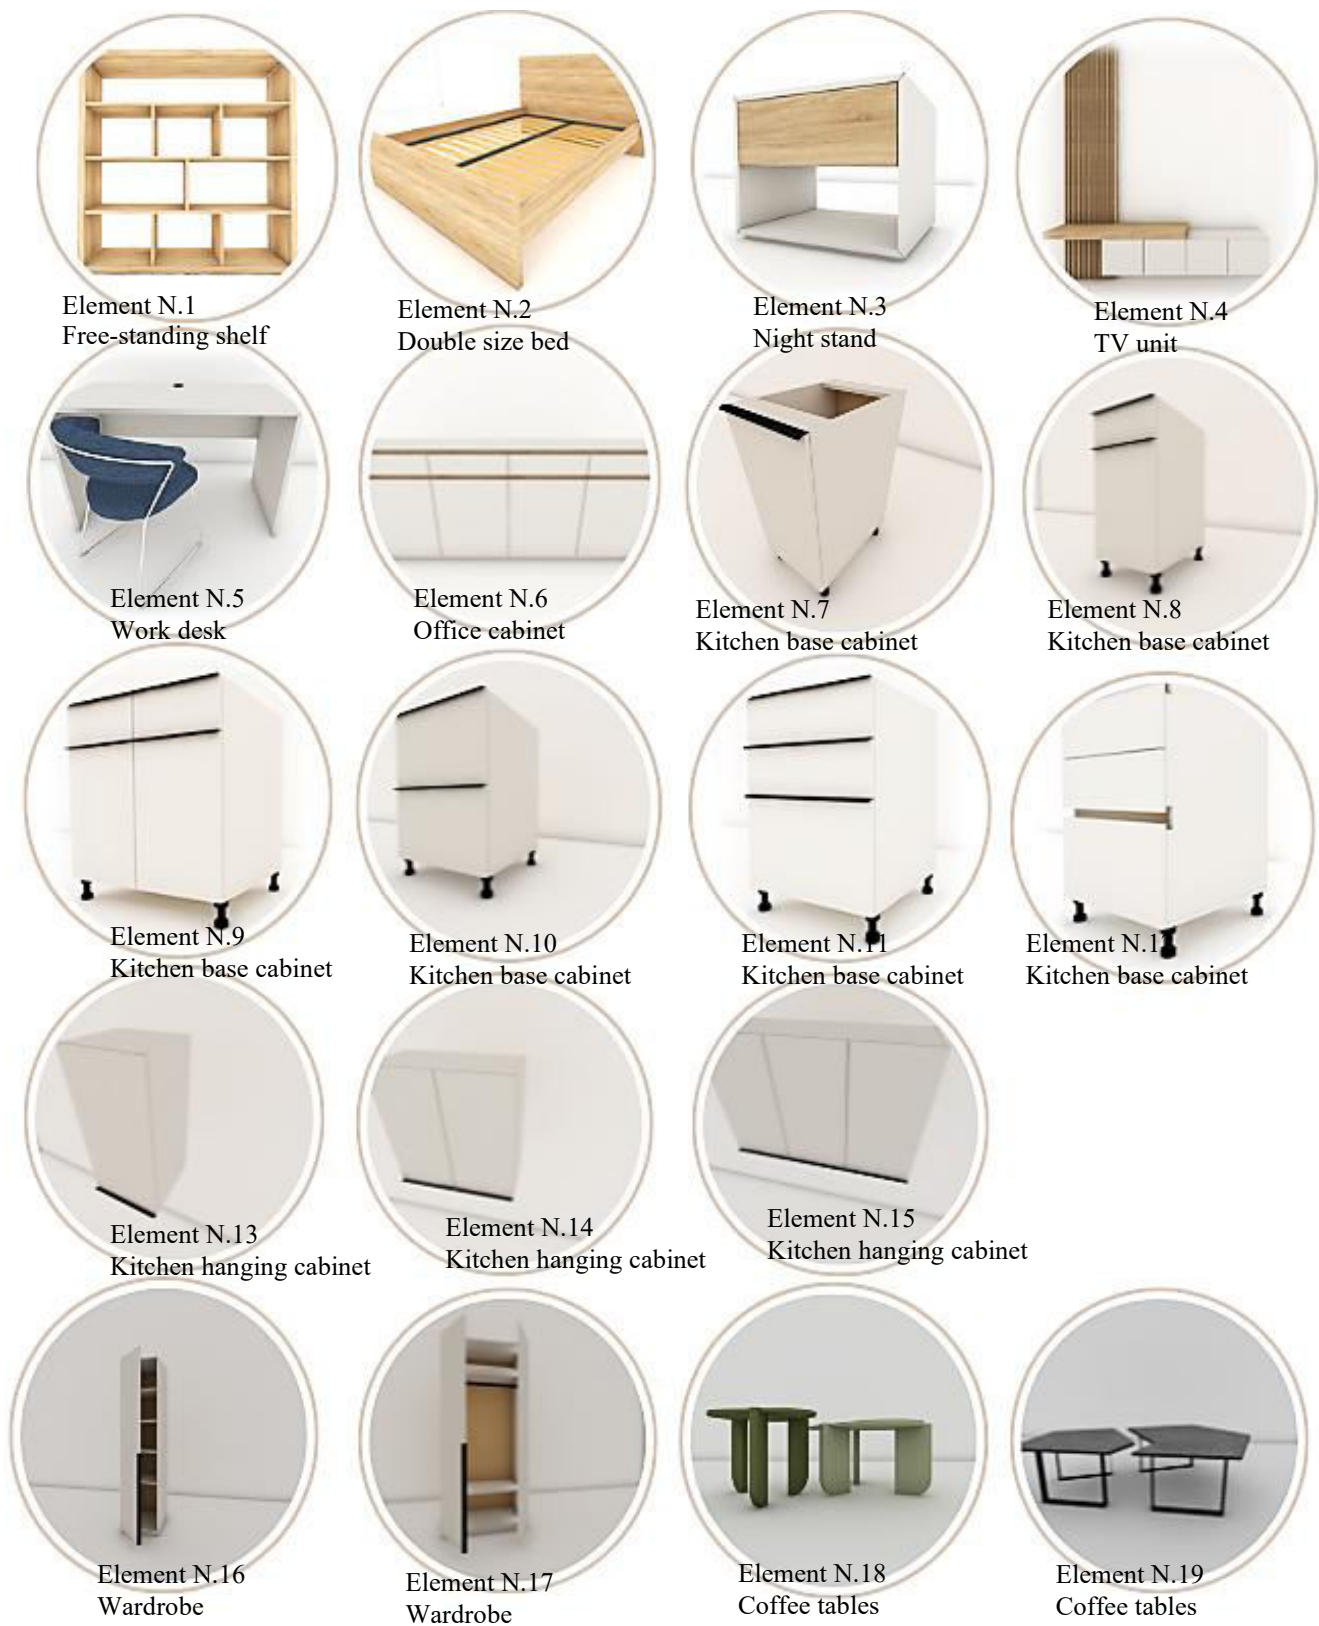 Element N.1
Free-standing shelf
Element N.2
Double size bed
Element N.3
Night stand
Element N.4
TV unit
Element N.5
Work desk
Element N.6
Office cabinet
Element N.7
Kitchen base cabinet
Element N.8
Kitchen base cabinet
Element N.9
Kitchen base cabinet
Element N.10
Kitchen base cabinet
Element N.11
Kitchen base cabinet
Element N.12
Kitchen base cabinet
Element N.13
Kitchen hanging cabinet
Element N.14
Kitchen hanging cabinet
Element N.15
Kitchen hanging cabinet
Element N.16
Wardrobe
Element N.17
Wardrobe
Element N.18
Coffee tables
Element N.19
Coffee tables